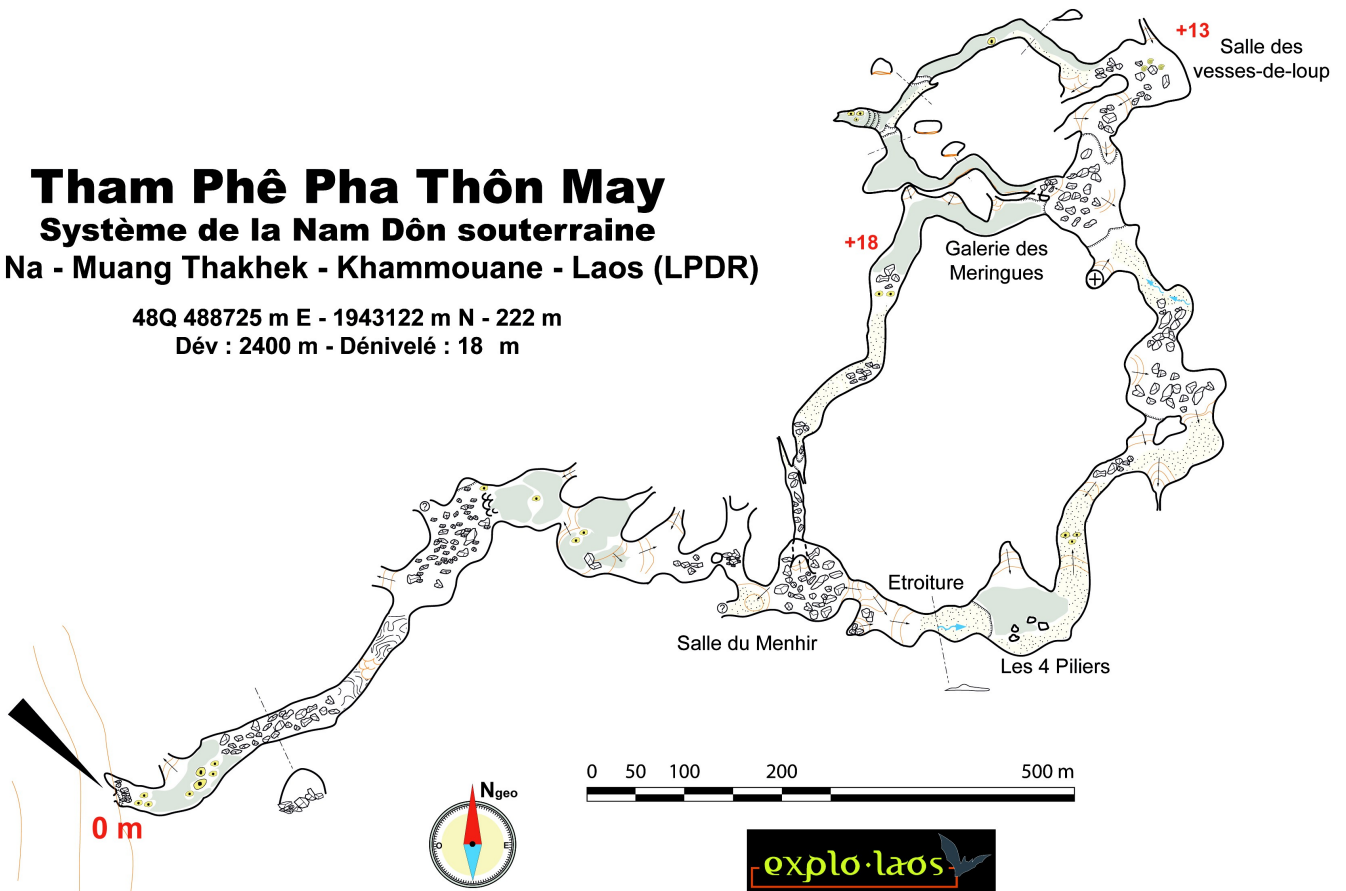 Tham Phê Pha Thôn May
Système de la Nam Dôn souterraine
Na - Muang Thakhek - Khammouane - Laos (LPDR)
48Q 488725 m E - 1943122 m N - 222 m
Dév : 2400 m - Dénivelé : 18 m
+13
Salle des
vesses-de-loup
+18
Galerie des
Meringues
Etroiture
Salle du Menhir
Les 4 Piliers
?
?
0 m
Ngeo
O
E
0 50 100 200 500 m
explo·laos